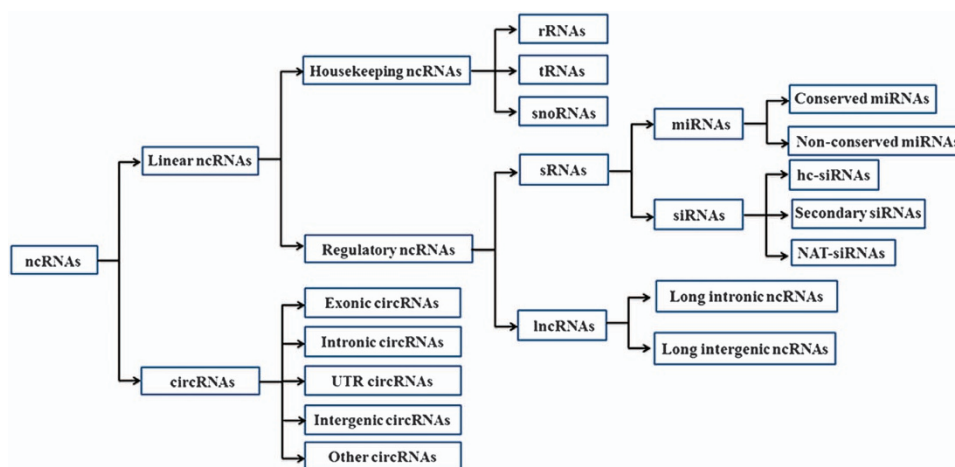 ncRNAs
Linear ncRNAs
circRNAs
Housekeeping ncRNAs
Regulatory ncRNAs
Exonic circRNAs
Intronic circRNAs
UTR circRNAs
Intergenic circRNAs
Other circRNAs
rRNAs
tRNAs
snoRNAs
sRNAs
lncRNAs
miRNAs
siRNAs
Long intronic ncRNAs
Long intergenic ncRNAs
Conserved miRNAs
Non-conserved miRNAs
hc-siRNAs
Secondary siRNAs
NAT-siRNAs